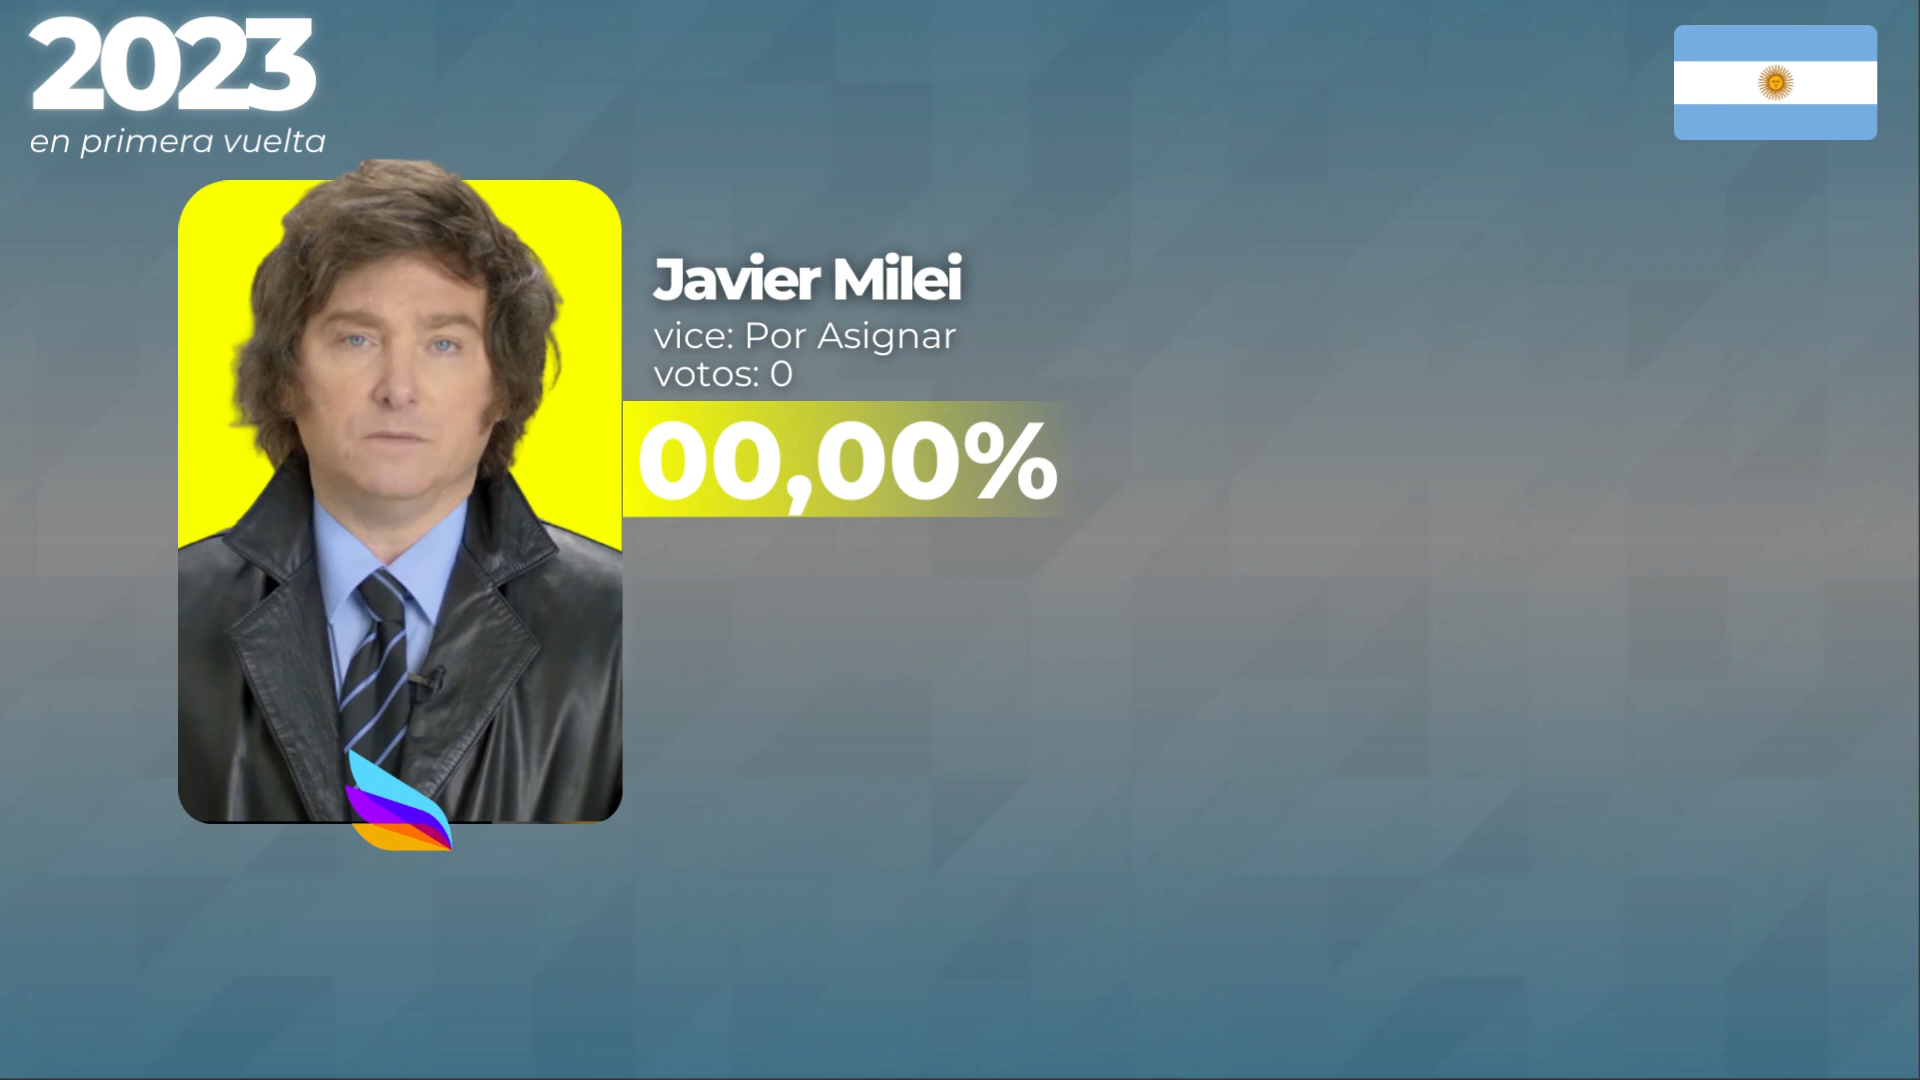 2023
en primera vuelta
Javier Milei
vice: Por Asignar
votos: 0
00,00%